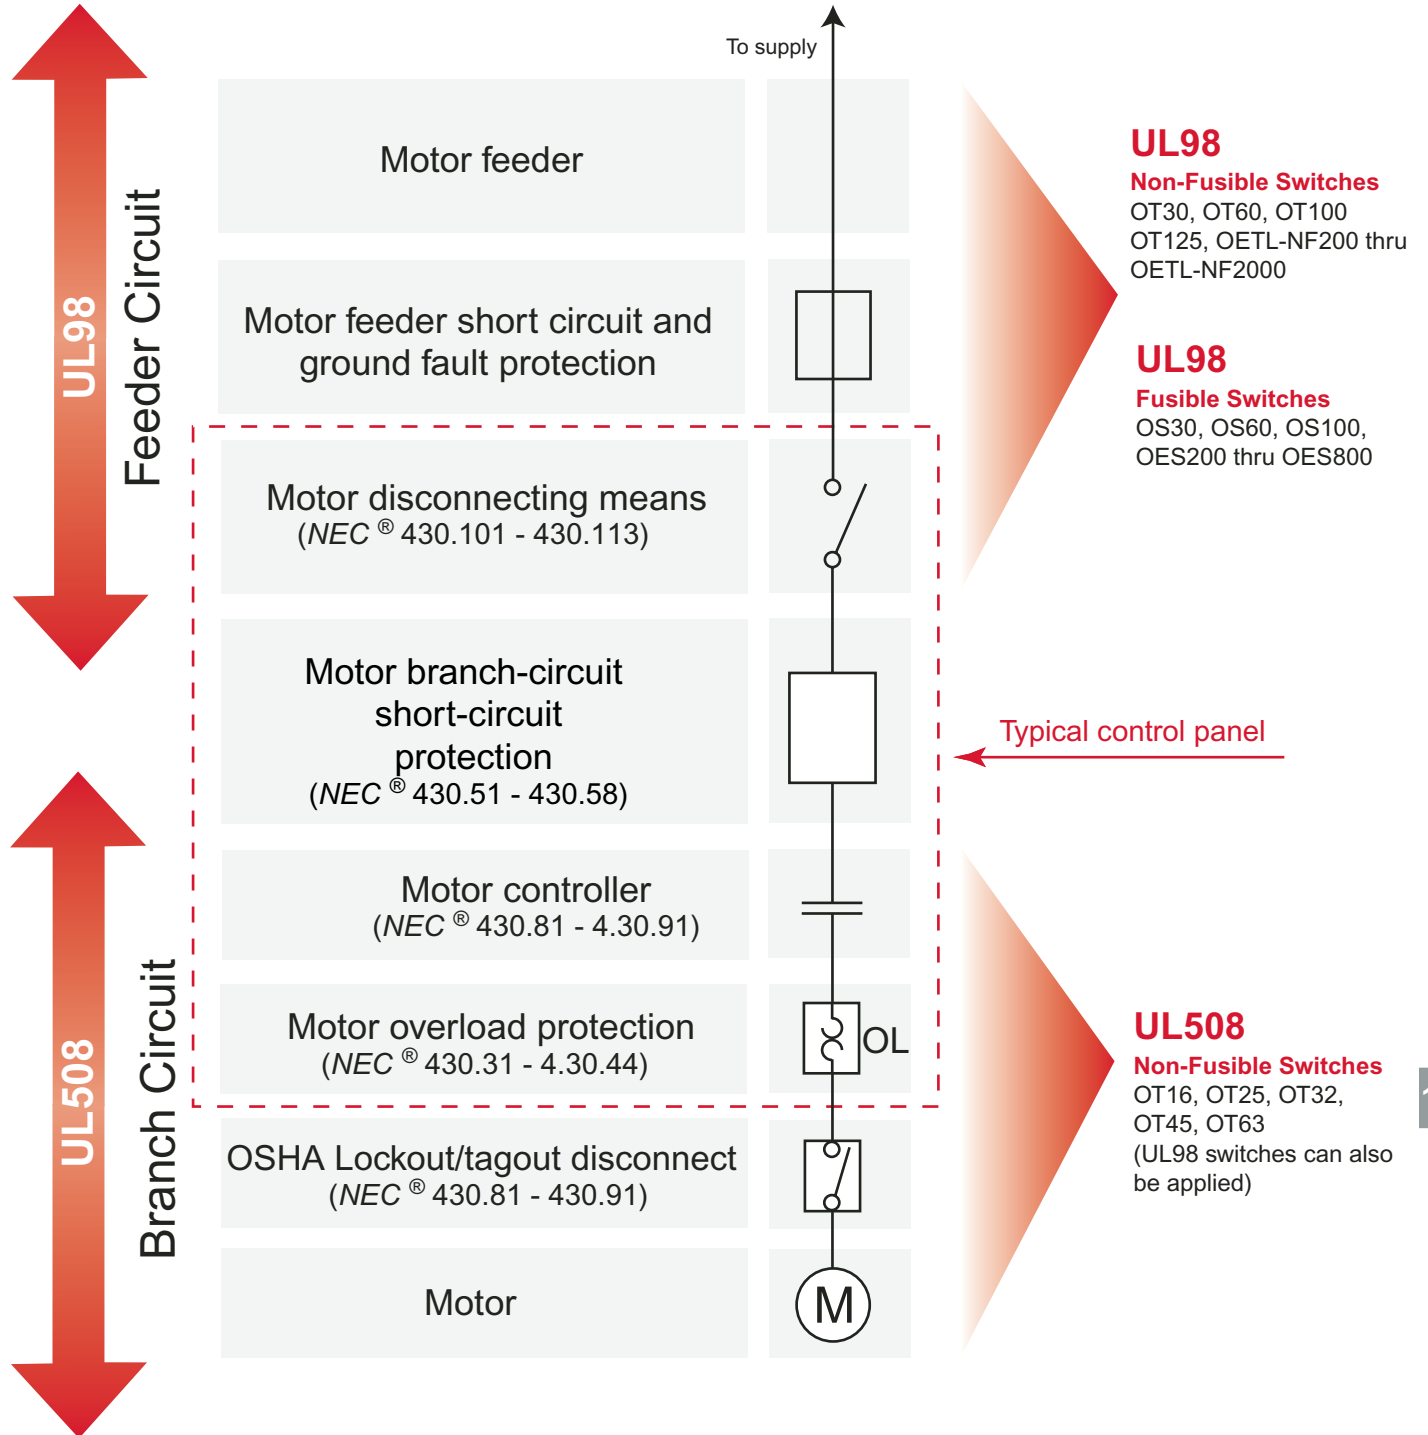 To supply
Motor feeder
Motor feeder short circuit and
ground fault protection
Motor disconnecting means
(NEC ® 430.101 - 430.113)
Motor branch-circuit
short-circuit
protection
(NEC ® 430.51 - 430.58)
Motor controller
(NEC ® 430.81 - 4.30.91)
Motor overload protection
(NEC ® 430.31 - 4.30.44)
OL
OSHA Lockout/tagout disconnect
(NEC ® 430.81 - 430.91)
Motor
M
UL98
Feeder Circuit
UL508
Branch Circuit
UL98
Non-Fusible Switches
OT30, OT60, OT100
OT125, OETL-NF200 thru
OETL-NF2000
UL98
Fusible Switches
OS30, OS60, OS100,
OES200 thru OES800
Typical control panel
UL508
Non-Fusible Switches
OT16, OT25, OT32,
OT45, OT63
(UL98 switches can also
be applied)